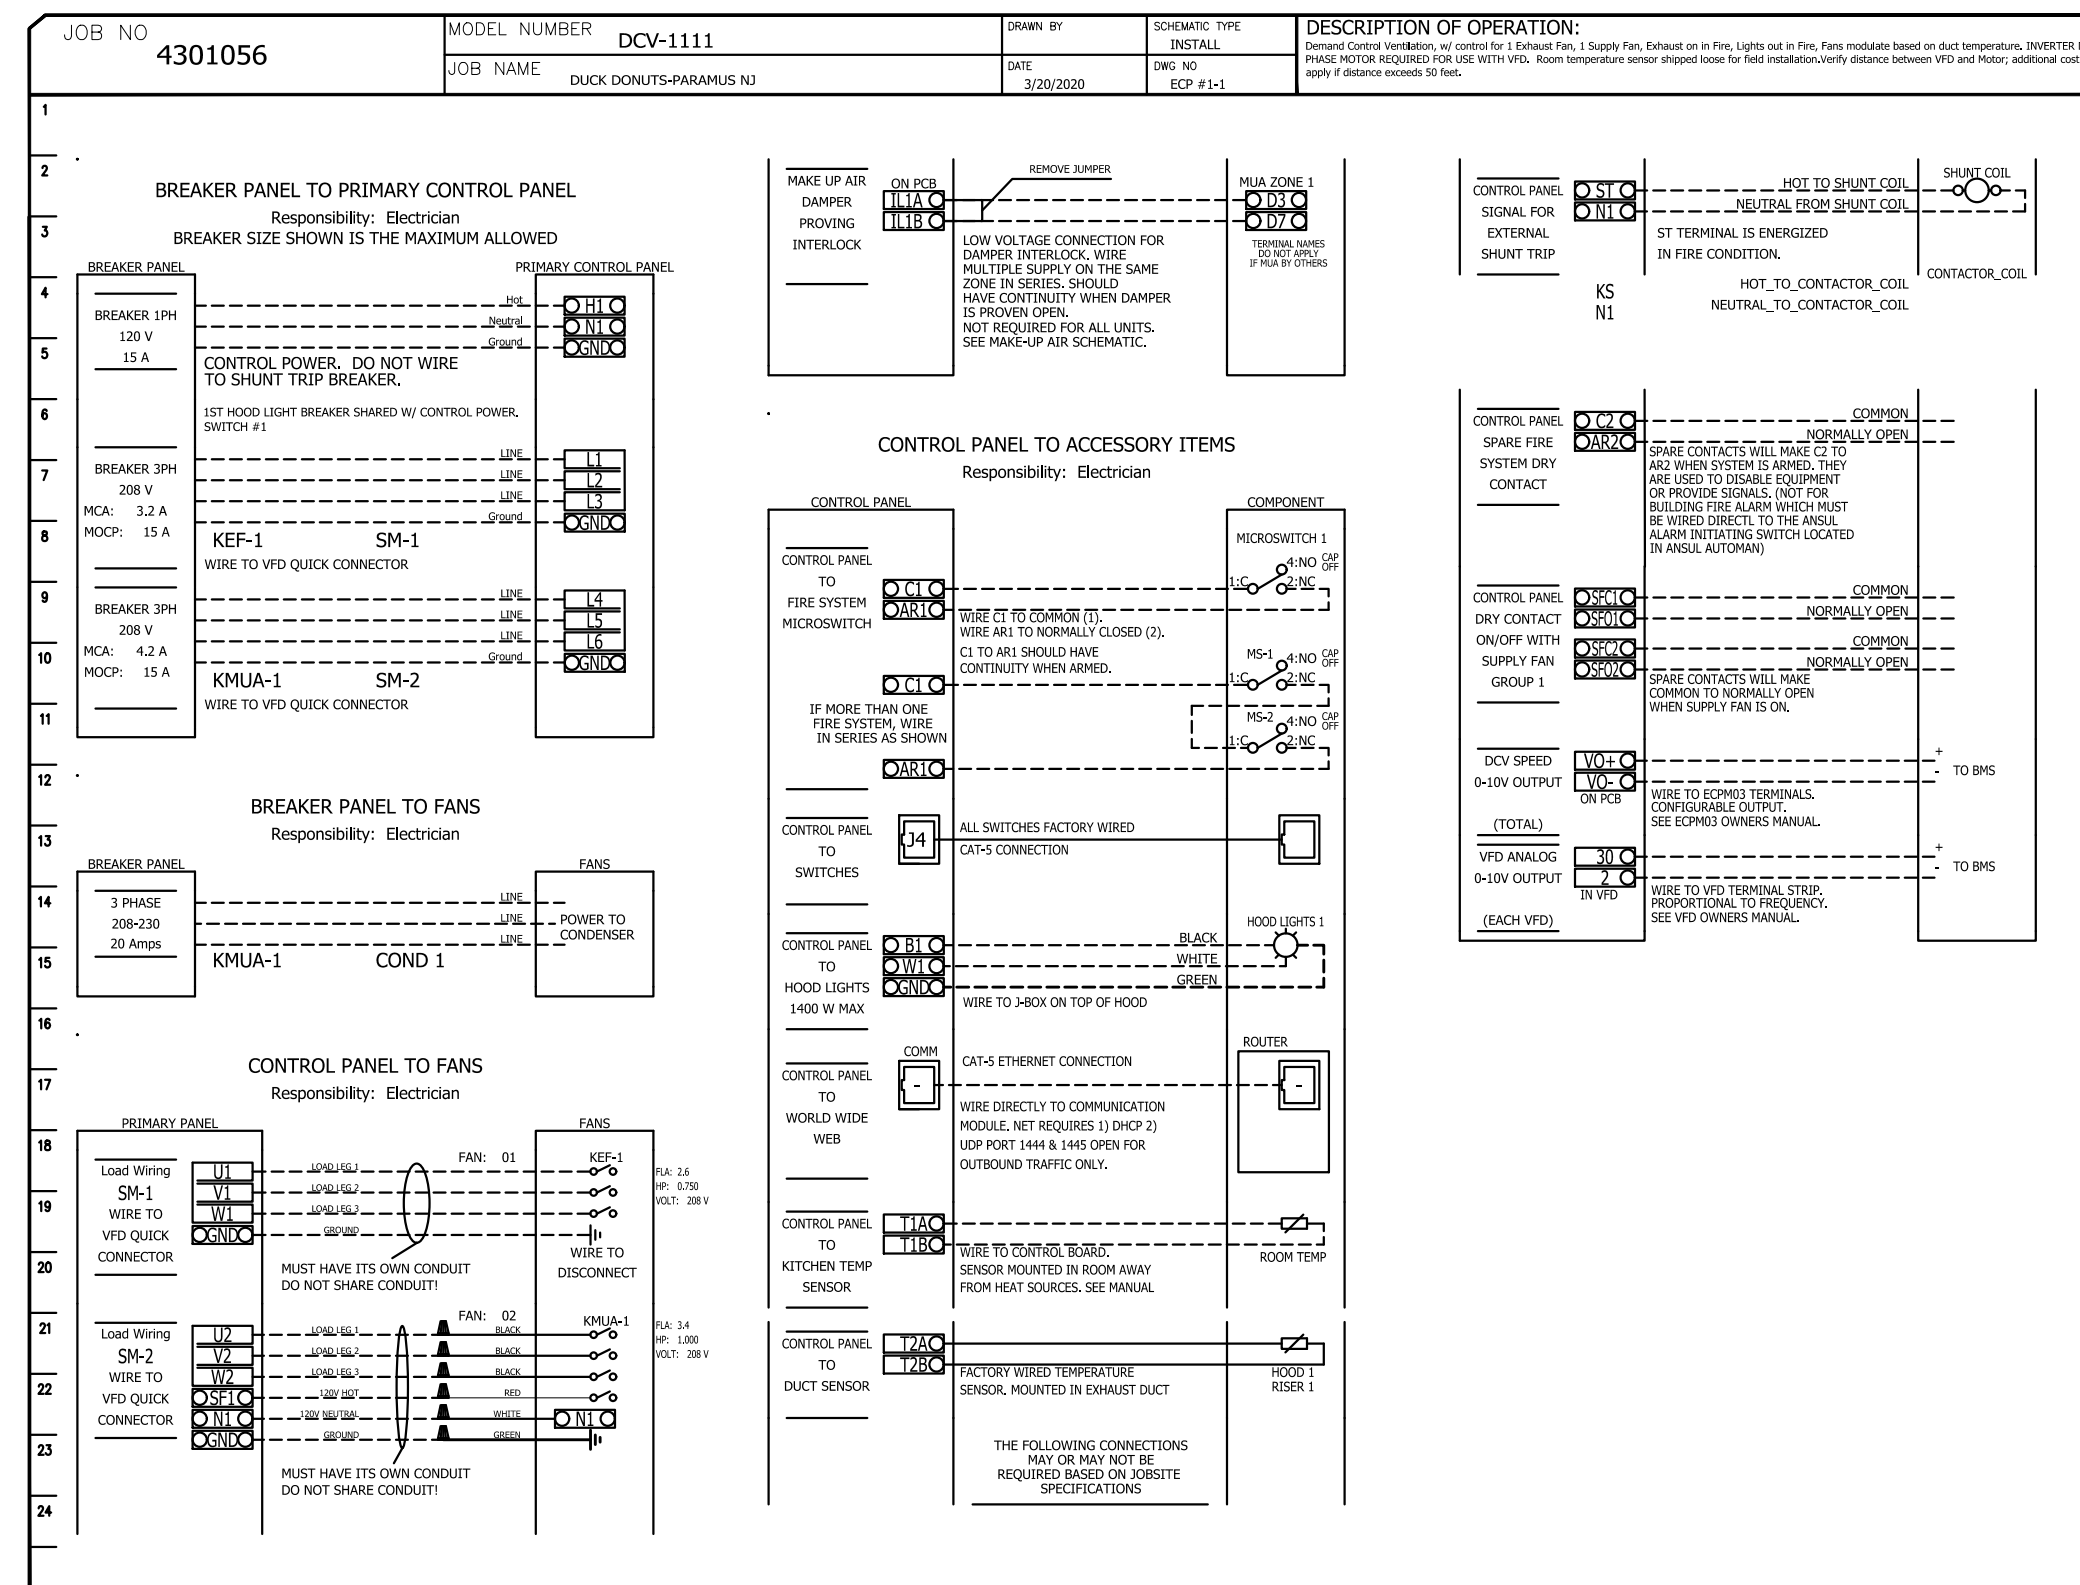 JOB NO
4301056
MODEL NUMBER
DCV-1111
JOB NAME
DUCK DONUTS-PARAMUS NJ
DRAWN BY
DATE
3/20/2020
SCHEMATIC TYPE
INSTALL
DWG NO
ECP #1-1
DESCRIPTION OF OPERATION:
Demand Control Ventilation, w/ control for 1 Exhaust Fan, 1 Supply Fan, Exhaust on in Fire, Lights out in Fire, Fans modulate based on duct temperature. INVERTER
PHASE MOTOR REQUIRED FOR USE WITH VFD. Room temperature sensor shipped loose for field installation.Verify distance between VFD and Motor; additional cost
apply if distance exceeds 50 feet.
1
2
3
4
5
6
7
8
9
10
11
12
13
14
15
16
17
18
19
20
21
22
23
24
BREAKER PANEL TO PRIMARY CONTROL PANEL
Responsibility: Electrician
BREAKER SIZE SHOWN IS THE MAXIMUM ALLOWED
BREAKER PANEL
PRIMARY CONTROL PANEL
BREAKER 1PH
120 V
15 A
Hot
H1
Neutral
N1
Ground
GND
CONTROL POWER. DO NOT WIRE
TO SHUNT TRIP BREAKER.
1ST HOOD LIGHT BREAKER SHARED W/ CONTROL POWER.
SWITCH #1
BREAKER 3PH
208 V
MCA: 3.2 A
MOCP: 15 A
LINE
L1
LINE
L2
LINE
L3
Ground
GND
KEF-1
SM-1
WIRE TO VFD QUICK CONNECTOR
BREAKER 3PH
208 V
MCA: 4.2 A
MOCP: 15 A
LINE
L4
LINE
L5
LINE
L6
Ground
GND
KMUA-1
SM-2
WIRE TO VFD QUICK CONNECTOR
BREAKER PANEL TO FANS
Responsibility: Electrician
BREAKER PANEL
FANS
3 PHASE
208-230
20 Amps
LINE
LINE
LINE
POWER TO
CONDENSER
KMUA-1
COND 1
CONTROL PANEL TO FANS
Responsibility: Electrician
PRIMARY PANEL
FANS
Load Wiring
SM-1
WIRE TO
VFD QUICK
CONNECTOR
U1
V1
W1
GND
LOAD LEG 1
LOAD LEG 2
LOAD LEG 3
GROUND
FAN: 01
KEF-1
FLA: 2.6
HP: 0.750
VOLT: 208 V
WIRE TO
DISCONNECT
MUST HAVE ITS OWN CONDUIT
DO NOT SHARE CONDUIT!
Load Wiring
SM-2
WIRE TO
VFD QUICK
CONNECTOR
U2
V2
W2
SF1
N1
GND
LOAD LEG 1
LOAD LEG 2
LOAD LEG 3
120V HOT
120V NEUTRAL
GROUND
FAN: 02
BLACK
BLACK
BLACK
RED
WHITE
GREEN
KMUA-1
N1
FLA: 3.4
HP: 1.000
VOLT: 208 V
MUST HAVE ITS OWN CONDUIT
DO NOT SHARE CONDUIT!
MAKE UP AIR
DAMPER
PROVING
INTERLOCK
ON PCB
IL1A
IL1B
REMOVE JUMPER
MUA ZONE 1
D3
D7
TERMINAL NAMES
DO NOT APPLY
IF MUA BY OTHERS
LOW VOLTAGE CONNECTION FOR
DAMPER INTERLOCK. WIRE
MULTIPLE SUPPLY ON THE SAME
ZONE IN SERIES. SHOULD
HAVE CONTINUITY WHEN DAMPER
IS PROVEN OPEN.
NOT REQUIRED FOR ALL UNITS.
SEE MAKE-UP AIR SCHEMATIC.
CONTROL PANEL TO ACCESSORY ITEMS
Responsibility: Electrician
CONTROL PANEL
COMPONENT
CONTROL PANEL
TO
FIRE SYSTEM
MICROSWITCH
C1
AR1
MICROSWITCH 1
4:NO
CAP
OFF
1:C
2:NC
WIRE C1 TO COMMON (1).
WIRE AR1 TO NORMALLY CLOSED (2).
C1 TO AR1 SHOULD HAVE
CONTINUITY WHEN ARMED.
C1
MS-1
4:NO
CAP
OFF
1:C
2:NC
IF MORE THAN ONE
FIRE SYSTEM, WIRE
IN SERIES AS SHOWN
MS-2
4:NO
CAP
OFF
1:C
2:NC
AR1
CONTROL PANEL
TO
SWITCHES
J4
ALL SWITCHES FACTORY WIRED
CAT-5 CONNECTION
CONTROL PANEL
TO
HOOD LIGHTS
1400 W MAX
B1
W1
GND
BLACK
WHITE
GREEN
HOOD LIGHTS 1
WIRE TO J-BOX ON TOP OF HOOD
CONTROL PANEL
TO
WORLD WIDE
WEB
COMM
-
CAT-5 ETHERNET CONNECTION
ROUTER
-
WIRE DIRECTLY TO COMMUNICATION
MODULE. NET REQUIRES 1) DHCP 2)
UDP PORT 1444 & 1445 OPEN FOR
OUTBOUND TRAFFIC ONLY.
CONTROL PANEL
TO
KITCHEN TEMP
SENSOR
T1A
T1B
WIRE TO CONTROL BOARD.
SENSOR MOUNTED IN ROOM AWAY
FROM HEAT SOURCES. SEE MANUAL
ROOM TEMP
CONTROL PANEL
TO
DUCT SENSOR
T2A
T2B
FACTORY WIRED TEMPERATURE
SENSOR. MOUNTED IN EXHAUST DUCT
HOOD 1
RISER 1
THE FOLLOWING CONNECTIONS
MAY OR MAY NOT BE
REQUIRED BASED ON JOBSITE
SPECIFICATIONS
CONTROL PANEL
SIGNAL FOR
EXTERNAL
SHUNT TRIP
ST
N1
HOT TO SHUNT COIL
NEUTRAL FROM SHUNT COIL
SHUNT COIL
ST TERMINAL IS ENERGIZED
IN FIRE CONDITION.
KS
N1
HOT_TO_CONTACTOR_COIL
NEUTRAL_TO_CONTACTOR_COIL
CONTACTOR_COIL
CONTROL PANEL
SPARE FIRE
SYSTEM DRY
CONTACT
C2
AR2
COMMON
NORMALLY OPEN
SPARE CONTACTS WILL MAKE C2 TO
AR2 WHEN SYSTEM IS ARMED. THEY
ARE USED TO DISABLE EQUIPMENT
OR PROVIDE SIGNALS. (NOT FOR
BUILDING FIRE ALARM WHICH MUST
BE WIRED DIRECTL TO THE ANSUL
ALARM INITIATING SWITCH LOCATED
IN ANSUL AUTOMAN)
CONTROL PANEL
DRY CONTACT
ON/OFF WITH
SUPPLY FAN
GROUP 1
SFC1
SFO1
SFC2
SFO2
COMMON
NORMALLY OPEN
COMMON
NORMALLY OPEN
SPARE CONTACTS WILL MAKE
COMMON TO NORMALLY OPEN
WHEN SUPPLY FAN IS ON.
DCV SPEED
0-10V OUTPUT
(TOTAL)
VO+
VO-
ON PCB
+
-
TO BMS
WIRE TO ECPM03 TERMINALS.
CONFIGURABLE OUTPUT.
SEE ECPM03 OWNERS MANUAL.
VFD ANALOG
0-10V OUTPUT
(EACH VFD)
30
2
IN VFD
+
-
TO BMS
WIRE TO VFD TERMINAL STRIP.
PROPORTIONAL TO FREQUENCY.
SEE VFD OWNERS MANUAL.